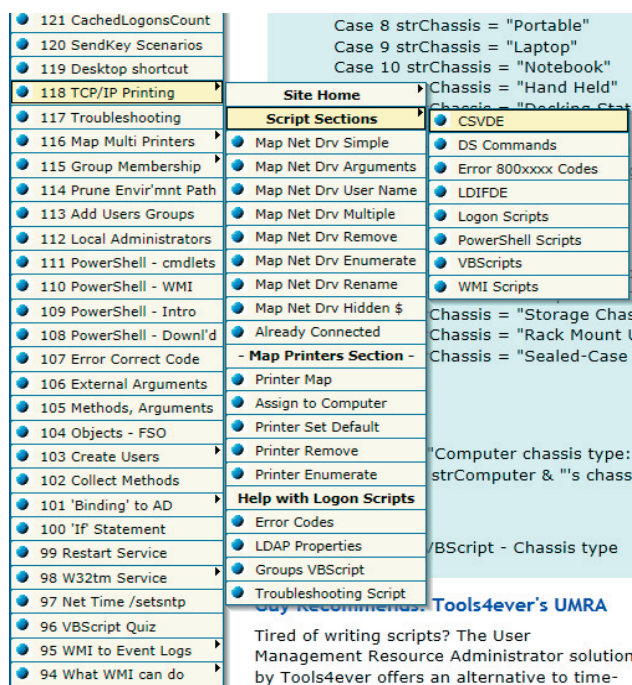 121 CachedLogonsCount
120 SendKey Scenarios
119 Desktop shortcut
118 TCP/IP Printing
117 Troubleshooting
116 Map Multi Printers
115 Group Membership
114 Prune Envir'mnt Path
113 Add Users Groups
112 Local Administrators
111 PowerShell - cmdlets
110 PowerShell - WMI
109 PowerShell - Intro
108 PowerShell - Downl'd
107 Error Correct Code
106 External Arguments
105 Methods, Arguments
104 Objects - FSO
103 Create Users
102 Collect Methods
101 'Binding' to AD
100 'If' Statement
99 Restart Service
98 W32tm Service
97 Net Time /setsntp
96 VBScript Quiz
95 WMI to Event Logs
94 What WMI can do
Site Home
Script Sections
Map Net Drv Simple
Map Net Drv Arguments
Map Net Drv User Name
Map Net Drv Multiple
Map Net Drv Remove
Map Net Drv Enumerate
Map Net Drv Rename
Map Net Drv Hidden $
Already Connected
- Map Printers Section -
Printer Map
Assign to Computer
Printer Set Default
Printer Remove
Printer Enumerate
Help with Logon Scripts
Error Codes
LDAP Properties
Groups VBScript
Troubleshooting Script
CSVDE
DS Commands
Error 800xxxx Codes
LDIFDE
Logon Scripts
PowerShell Scripts
VBScripts
WMI Scripts
Case 8 strChassis = "Portable"
Case 9 strChassis = "Laptop"
Case 10 strChassis = "Notebook"
Chassis = "Hand Held"
Chassis = "Docking Stat
Chassis = "Storage Chas
Chassis = "Rack Mount U
Chassis = "Sealed-Case
"Computer chassis type:
strComputer & "'s chass
/BScript - Chassis type
Guy Recommends: Tools4ever's UMRA
Tired of writing scripts? The User
Management Resource Administrator solution
by Tools4ever offers an alternative to time-